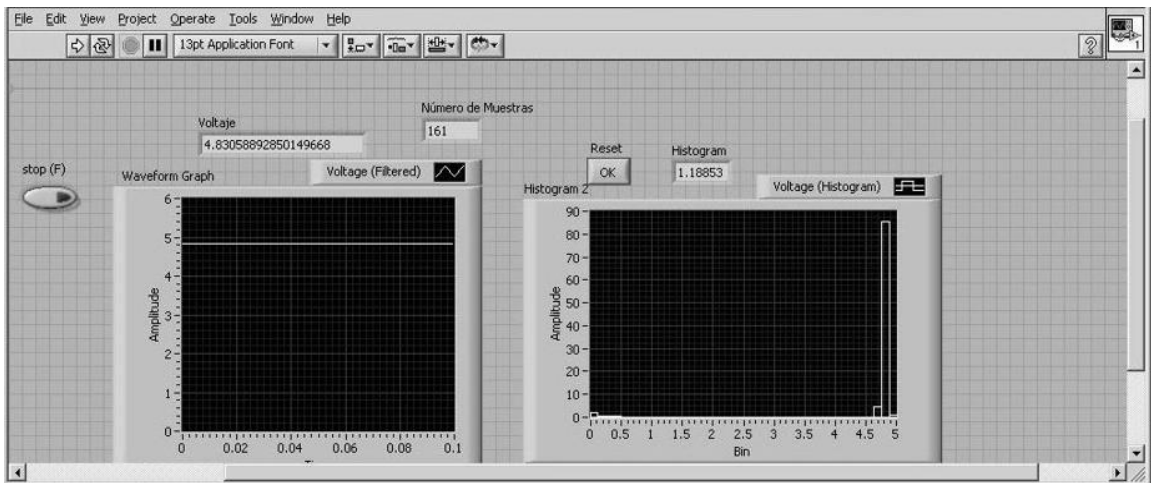 File Edit View Project Operate Tools Window Help
13pt Application Font
?
1
Número de Muestras
161
Voltaje
4.83058892850149668
Reset
OK
Histogram
1.18853
stop (F)
Waveform Graph
Voltage (Filtered)
Histogram 2
Voltage (Histogram)
6
5
4
3
2
1
0
Amplitude
0 0.02 0.04 0.06 0.08 0.1
90
80
70
60
50
40
30
20
10
0
Amplitude
0 0.5 1 1.5 2 2.5 3 3.5 4 4.5 5
Bin